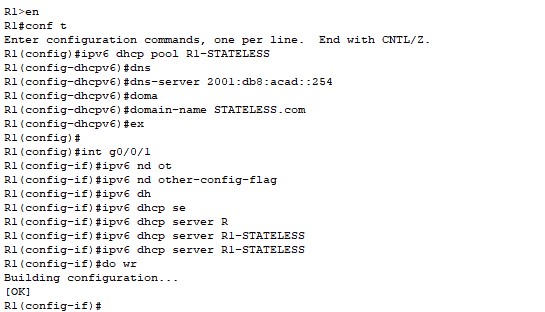 R1>en
R1#conf t
Enter configuration commands, one per line.  End with CNTL/Z.
R1(config)#ipv6 dhcp pool R1-STATELESS
R1(config-dhcpv6)#dns
R1(config-dhcpv6)#dns-server 2001:db8:acad::254
R1(config-dhcpv6)#doma
R1(config-dhcpv6)#domain-name STATELESS.com
R1(config-dhcpv6)#ex
R1(config)#
R1(config)#int g0/0/1
R1(config-if)#ipv6 nd ot
R1(config-if)#ipv6 nd other-config-flag
R1(config-if)#ipv6 dh
R1(config-if)#ipv6 dhcp se
R1(config-if)#ipv6 dhcp server R
R1(config-if)#ipv6 dhcp server R1-STATELESS
R1(config-if)#ipv6 dhcp server R1-STATELESS
R1(config-if)#do wr
Building configuration...
[OK]
R1(config-if)#